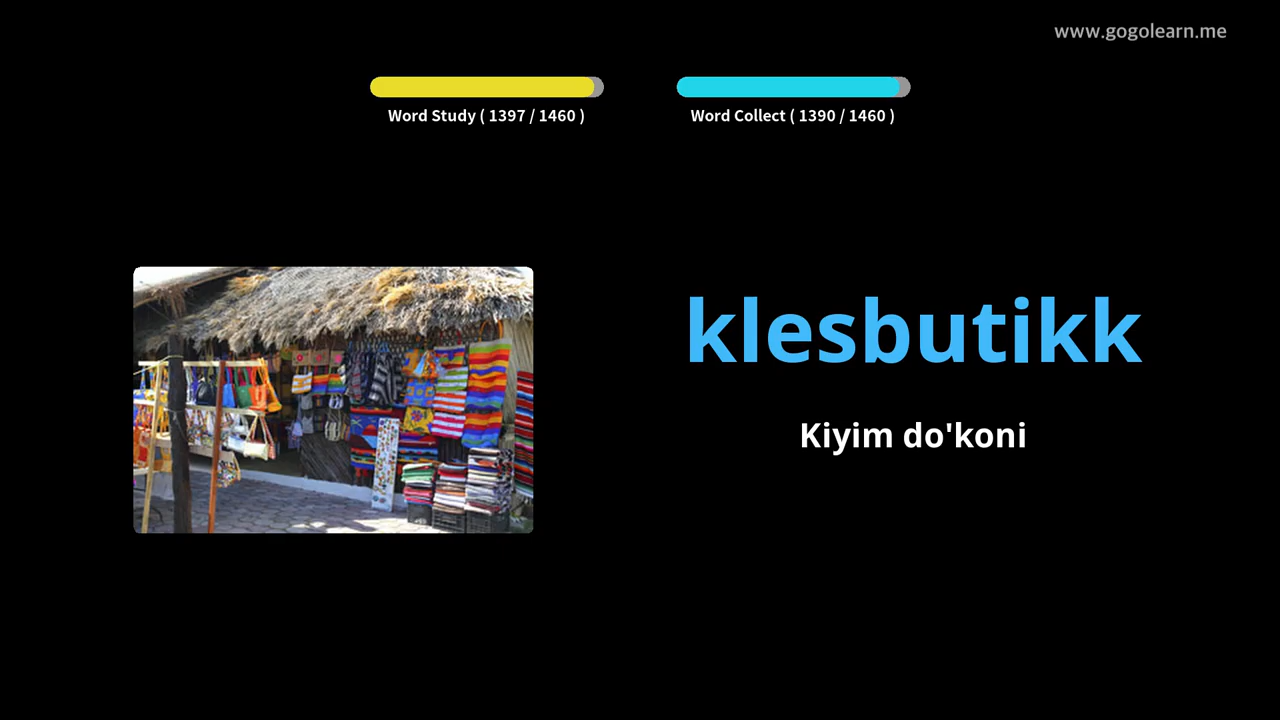 www.gogolearn.me
Word Study ( 1397 / 1460 )
Word Collect ( 1390 / 1460 )
klesbutikk
Kiyim do'koni